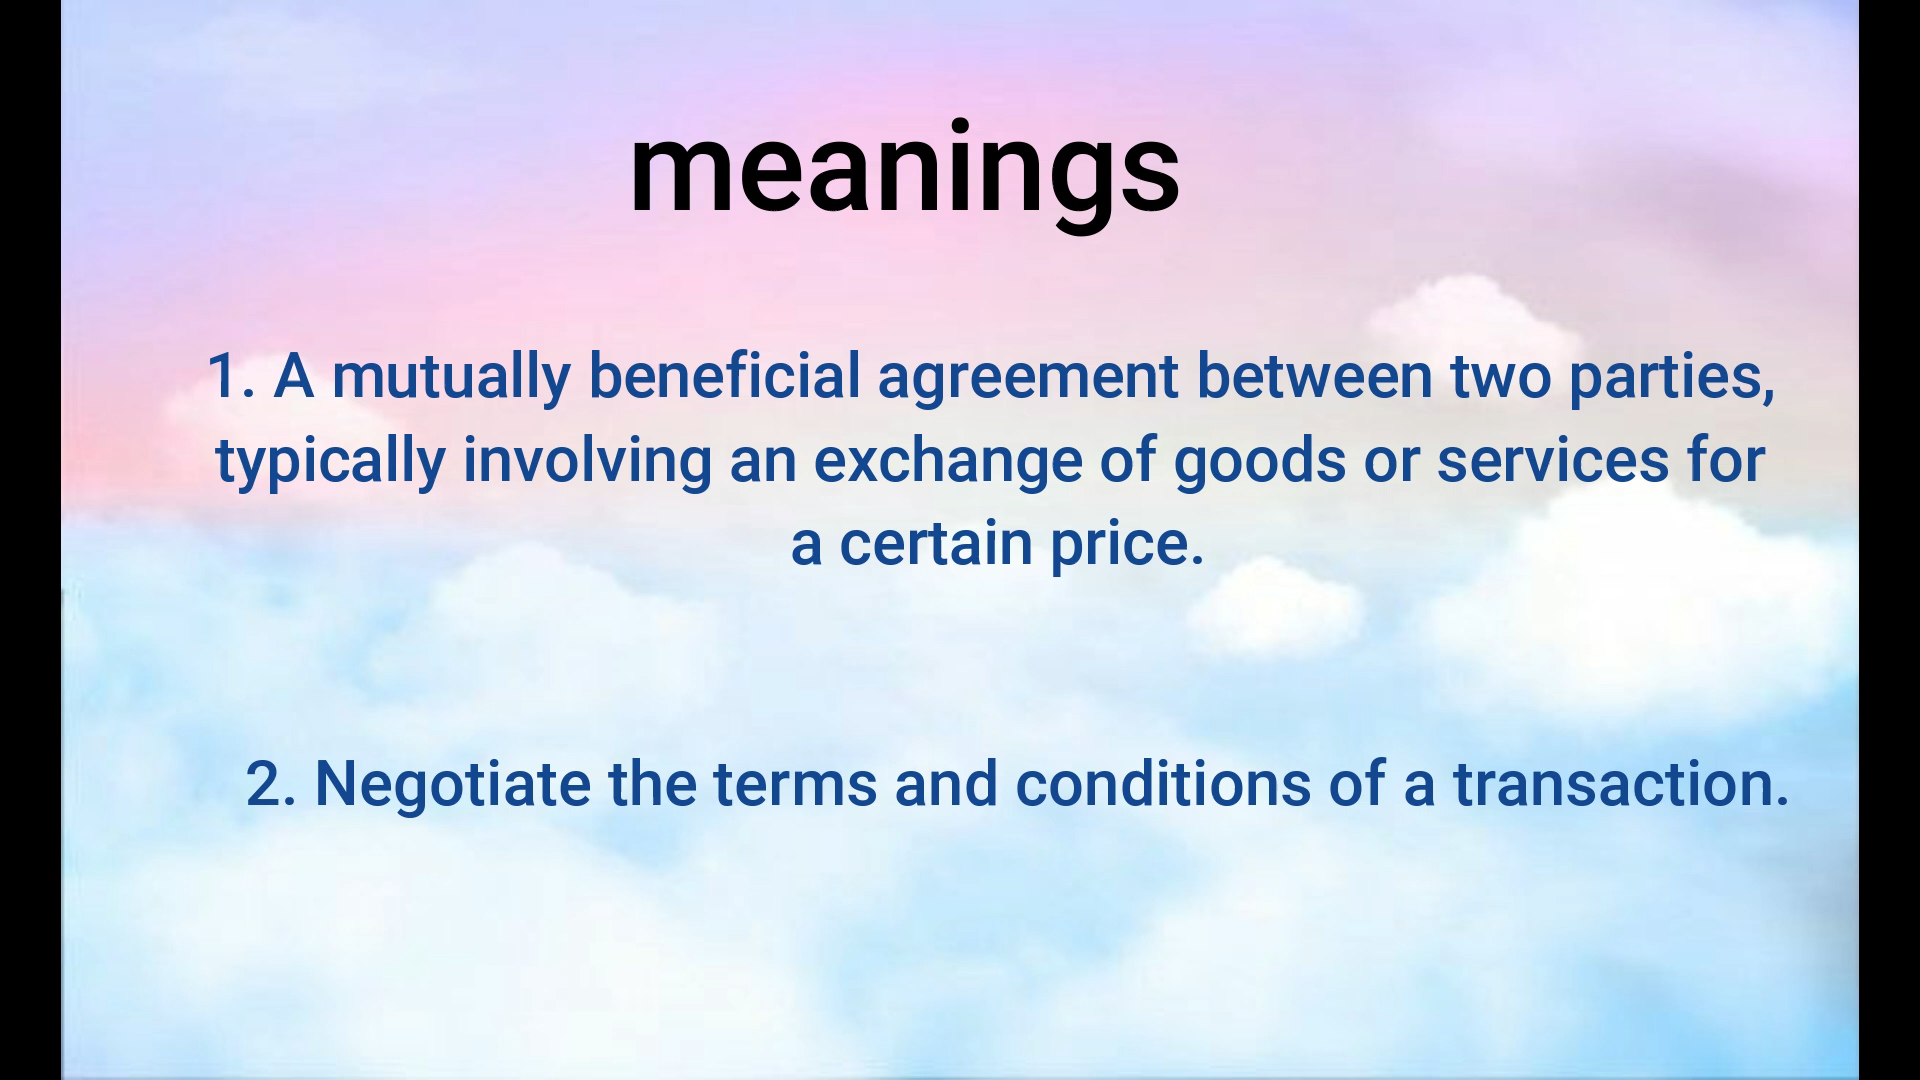 meanings
1. A mutually beneficial agreement between two parties,
typically involving an exchange of goods or services for
a certain price.
2. Negotiate the terms and conditions of a transaction.